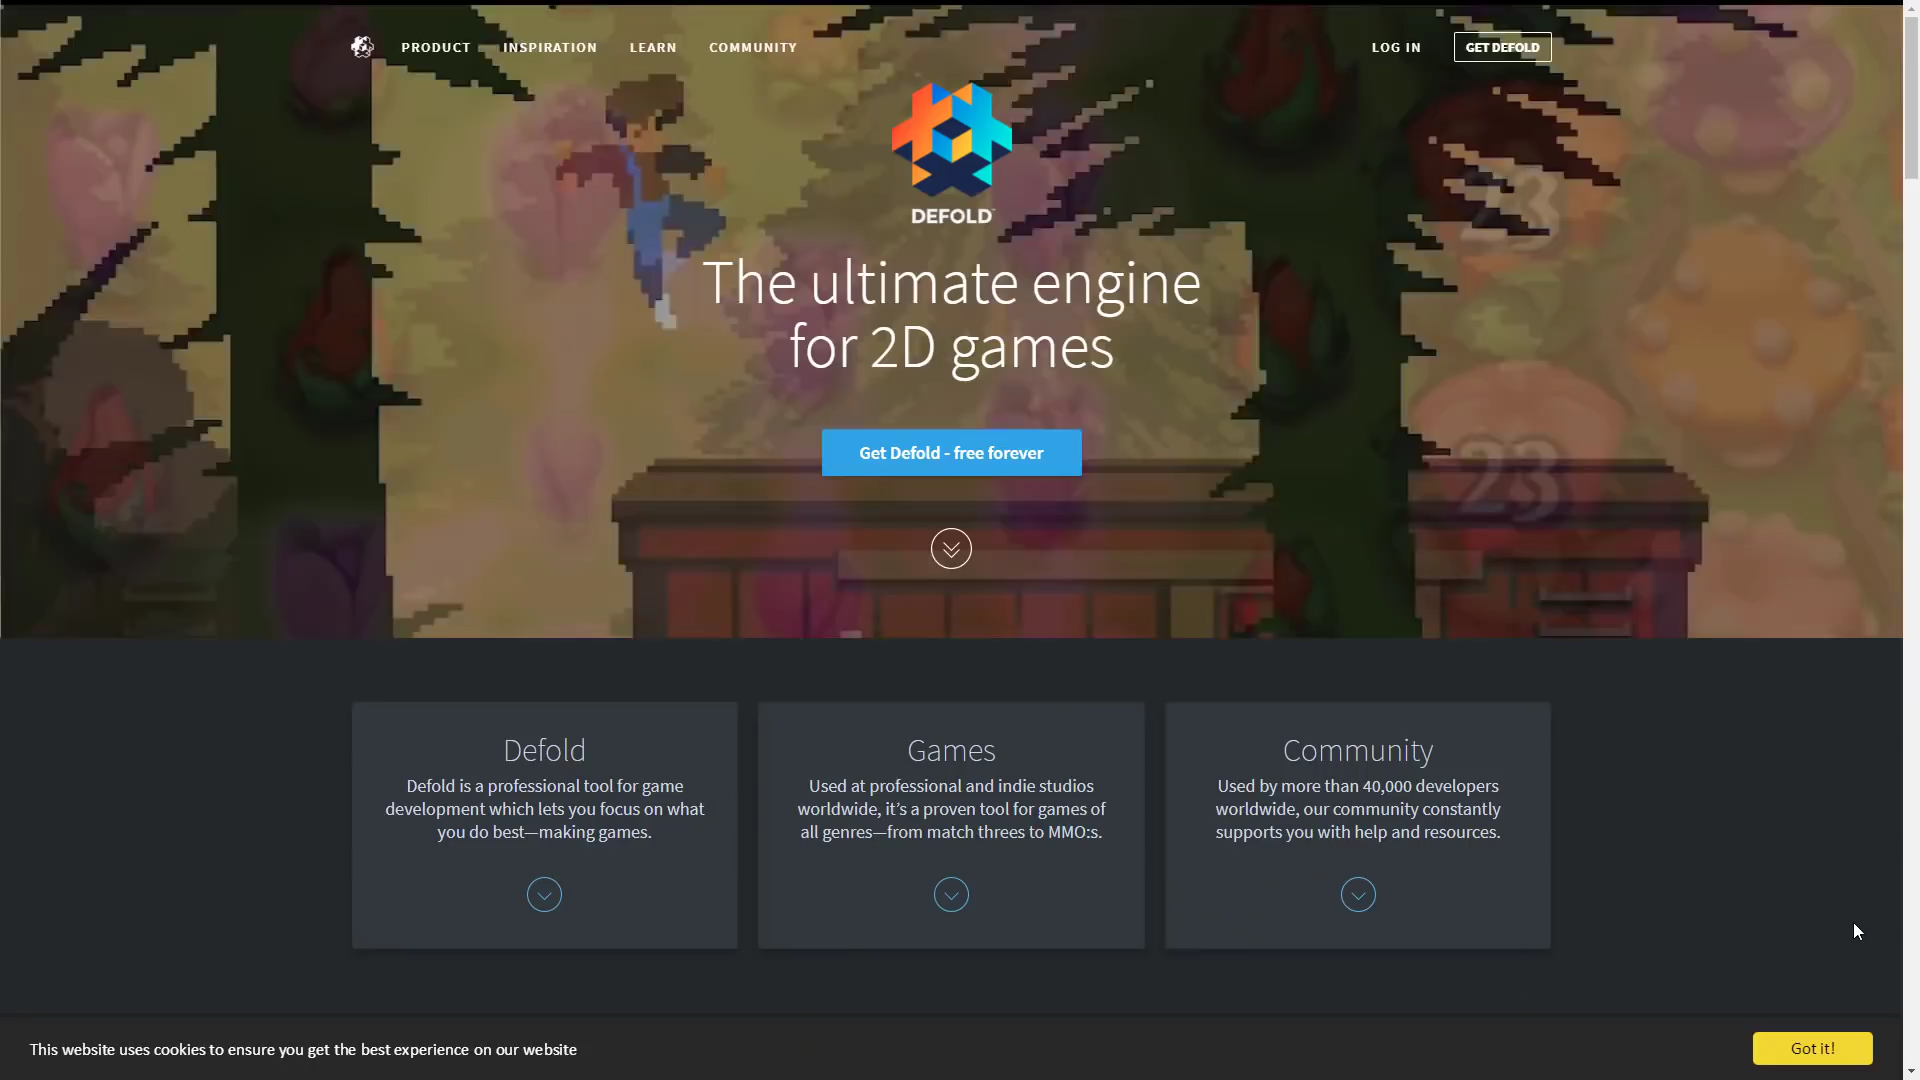 PRODUCT
INSPIRATION
LEARN
COMMUNITY
LOG IN
GET DEFOLD
DEFOLD
The ultimate engine
for 2D games
Get Defold - free forever
23
23
Defold
Defold is a professional tool for game
development which lets you focus on what
you do best—making games.
Games
Used at professional and indie studios
worldwide, it’s a proven tool for games of
all genres—from match threes to MMO:s.
Community
Used by more than 40,000 developers
worldwide, our community constantly
supports you with help and resources.
This website uses cookies to ensure you get the best experience on our website
Got it!